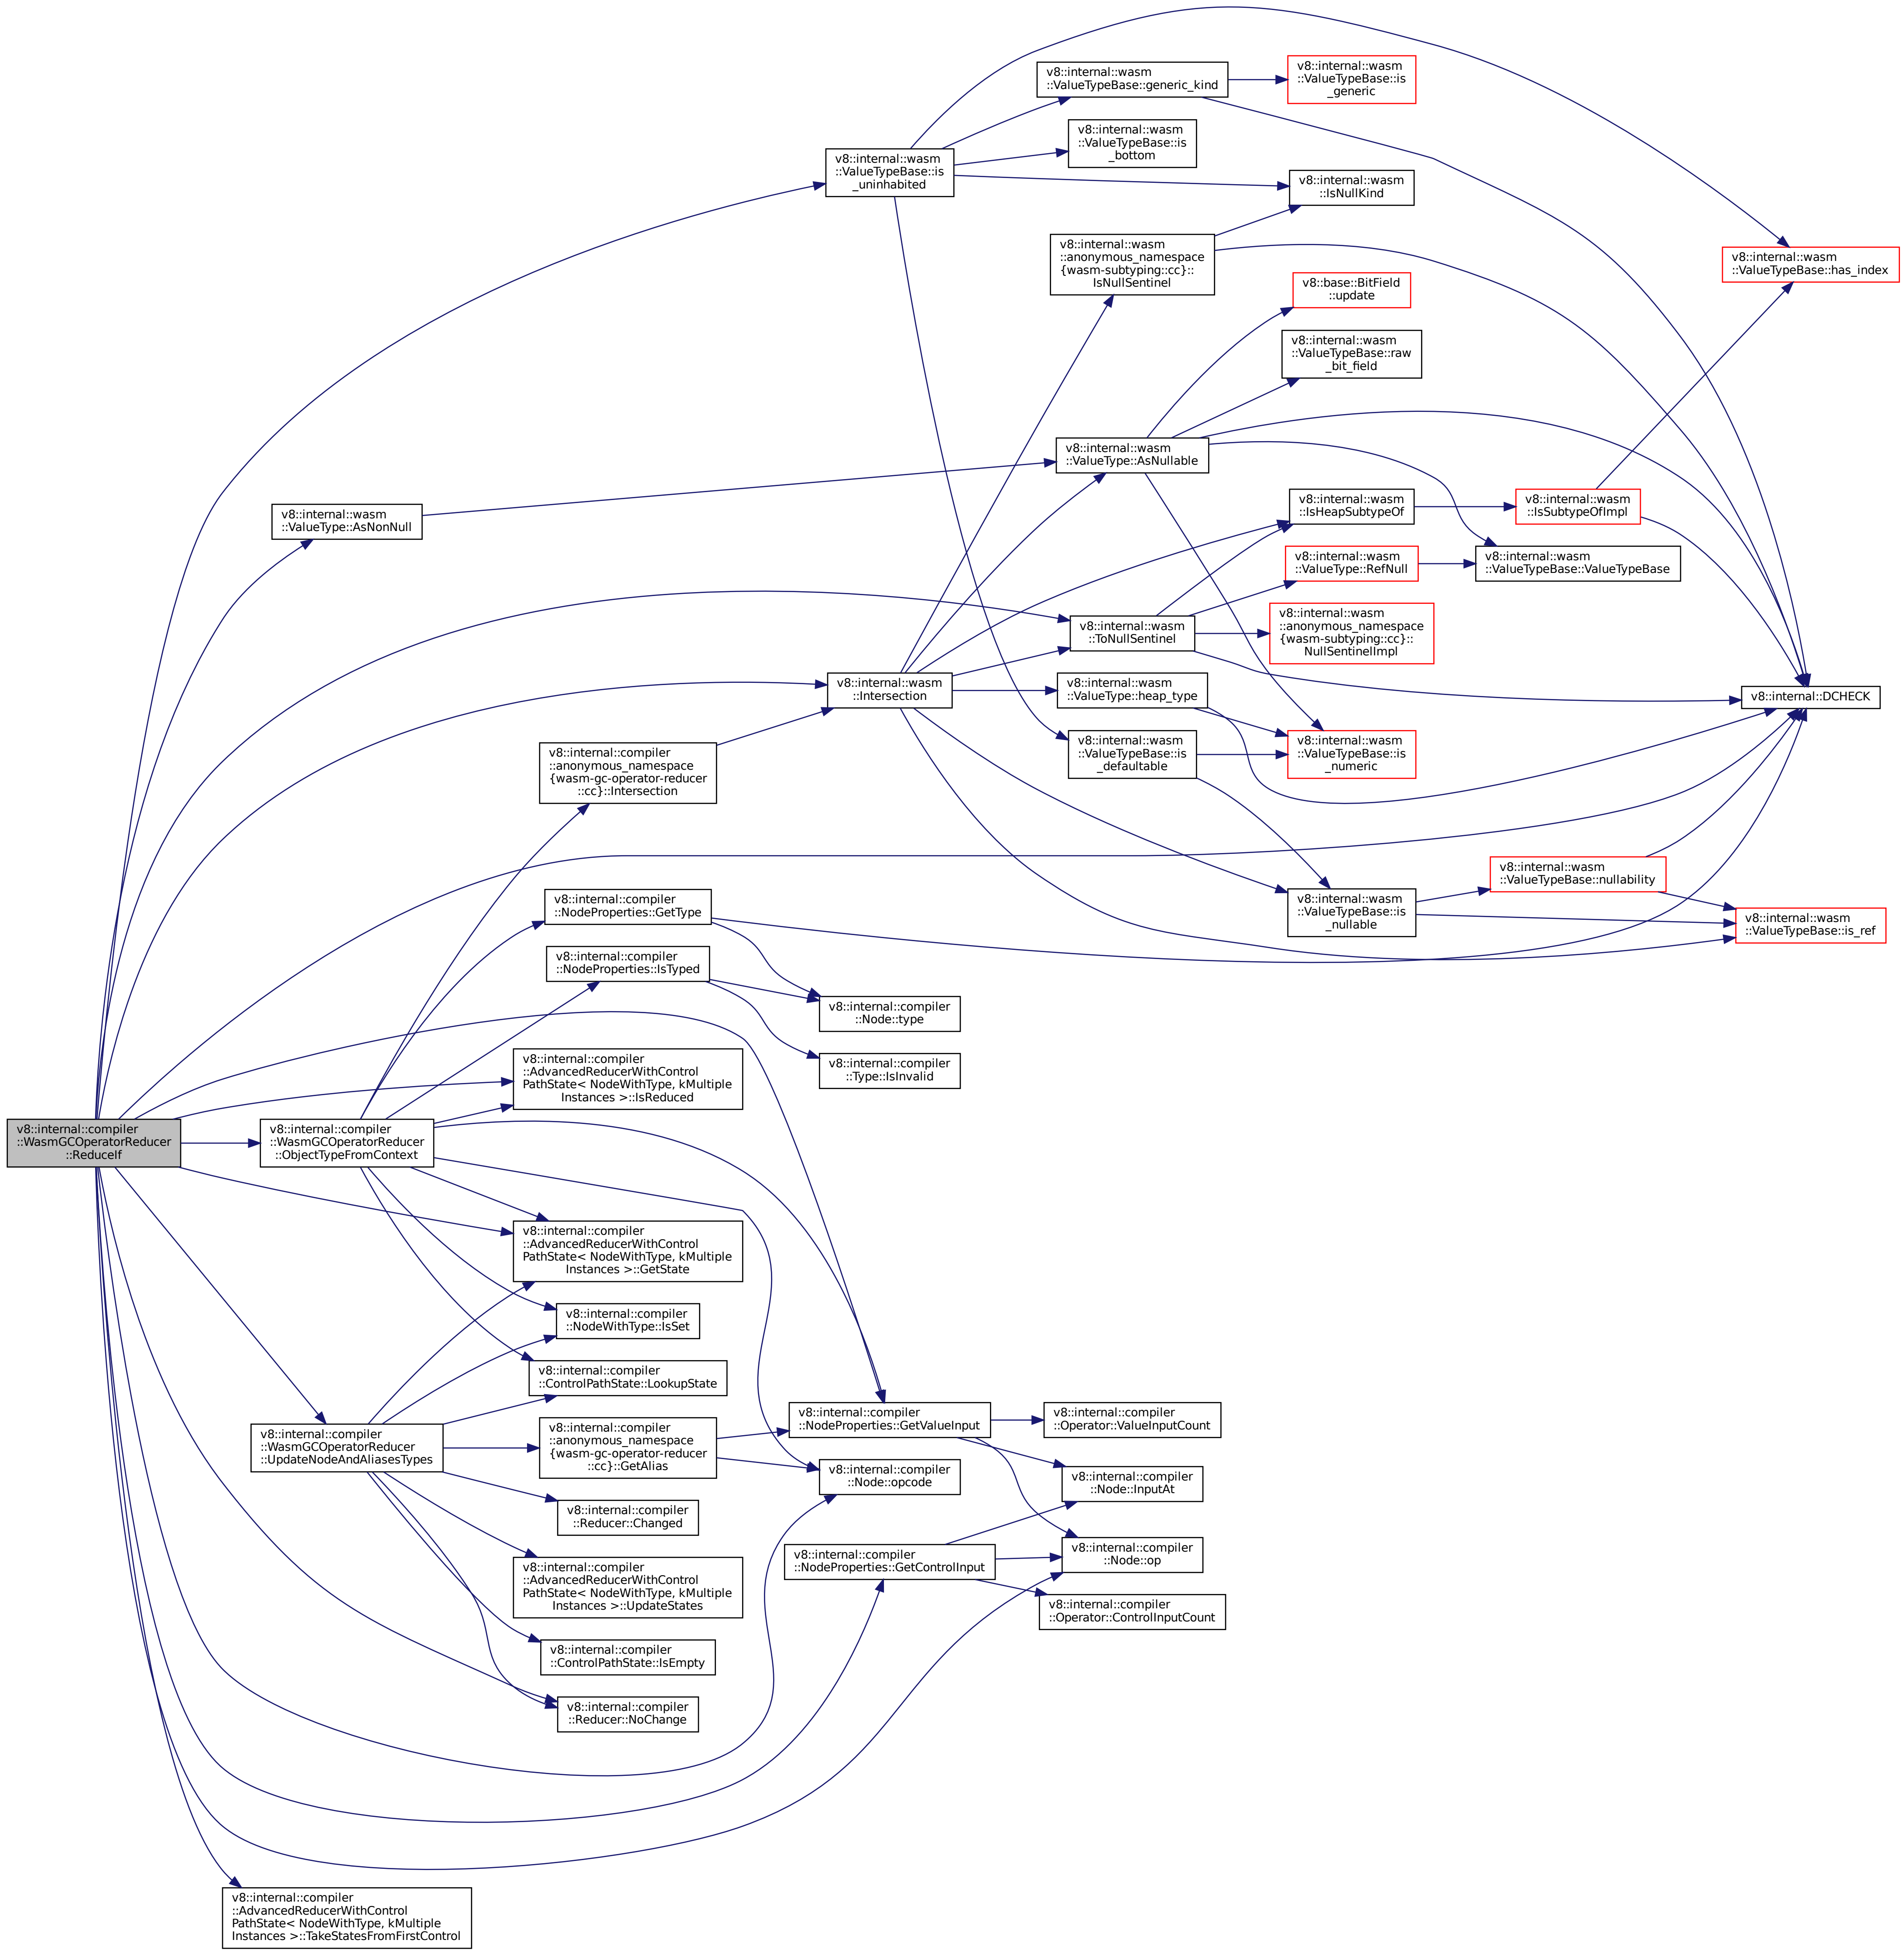 v8::internal::wasm
::ValueTypeBase::generic_kind
v8::internal::wasm
::ValueTypeBase::is
_generic
v8::internal::wasm
::ValueTypeBase::is
_bottom
v8::internal::wasm
::ValueTypeBase::is
_uninhabited
v8::internal::wasm
::IsNullKind
v8::internal::wasm
::anonymous_namespace
{wasm-subtyping::cc}::
IsNullSentinel
v8::internal::wasm
::ValueTypeBase::has_index
v8::base::BitField
::update
v8::internal::wasm
::ValueTypeBase::raw
_bit_field
v8::internal::wasm
::ValueType::AsNullable
v8::internal::wasm
::ValueType::AsNonNull
v8::internal::wasm
::IsHeapSubtypeOf
v8::internal::wasm
::IsSubtypeOfImpl
v8::internal::wasm
::ValueType::RefNull
v8::internal::wasm
::ValueTypeBase::ValueTypeBase
v8::internal::wasm
::ToNullSentinel
v8::internal::wasm
::anonymous_namespace
{wasm-subtyping::cc}::
NullSentinelImpl
v8::internal::wasm
::Intersection
v8::internal::wasm
::ValueType::heap_type
v8::internal::DCHECK
v8::internal::wasm
::ValueTypeBase::is
_defaultable
v8::internal::wasm
::ValueTypeBase::is
_numeric
v8::internal::compiler
::anonymous_namespace
{wasm-gc-operator-reducer
::cc}::Intersection
v8::internal::wasm
::ValueTypeBase::nullability
v8::internal::wasm
::ValueTypeBase::is
_nullable
v8::internal::wasm
::ValueTypeBase::is_ref
v8::internal::compiler
::NodeProperties::GetType
v8::internal::compiler
::NodeProperties::IsTyped
v8::internal::compiler
::Node::type
v8::internal::compiler
::Type::IsInvalid
v8::internal::compiler
::AdvancedReducerWithControl
PathState< NodeWithType, kMultiple
Instances >::IsReduced
v8::internal::compiler
::WasmGCOperatorReducer
::ReduceIf
v8::internal::compiler
::WasmGCOperatorReducer
::ObjectTypeFromContext
v8::internal::compiler
::AdvancedReducerWithControl
PathState< NodeWithType, kMultiple
Instances >::GetState
v8::internal::compiler
::NodeWithType::IsSet
v8::internal::compiler
::ControlPathState::LookupState
v8::internal::compiler
::WasmGCOperatorReducer
::UpdateNodeAndAliasesTypes
v8::internal::compiler
::anonymous_namespace
{wasm-gc-operator-reducer
::cc}::GetAlias
v8::internal::compiler
::NodeProperties::GetValueInput
v8::internal::compiler
::Operator::ValueInputCount
v8::internal::compiler
::Node::opcode
v8::internal::compiler
::Node::InputAt
v8::internal::compiler
::Reducer::Changed
v8::internal::compiler
::Node::op
v8::internal::compiler
::NodeProperties::GetControlInput
v8::internal::compiler
::AdvancedReducerWithControl
PathState< NodeWithType, kMultiple
Instances >::UpdateStates
v8::internal::compiler
::Operator::ControlInputCount
v8::internal::compiler
::ControlPathState::IsEmpty
v8::internal::compiler
::Reducer::NoChange
v8::internal::compiler
::AdvancedReducerWithControl
PathState< NodeWithType, kMultiple
Instances >::TakeStatesFromFirstControl